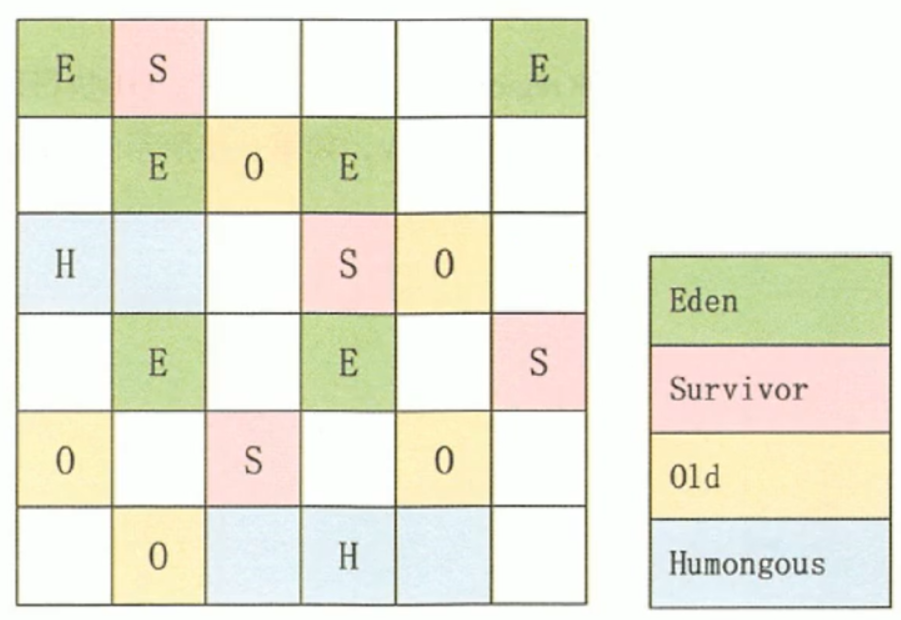 E S E
E O E
H S O
E E S
O S O
O H
Eden
Survivor
Old
Humongous